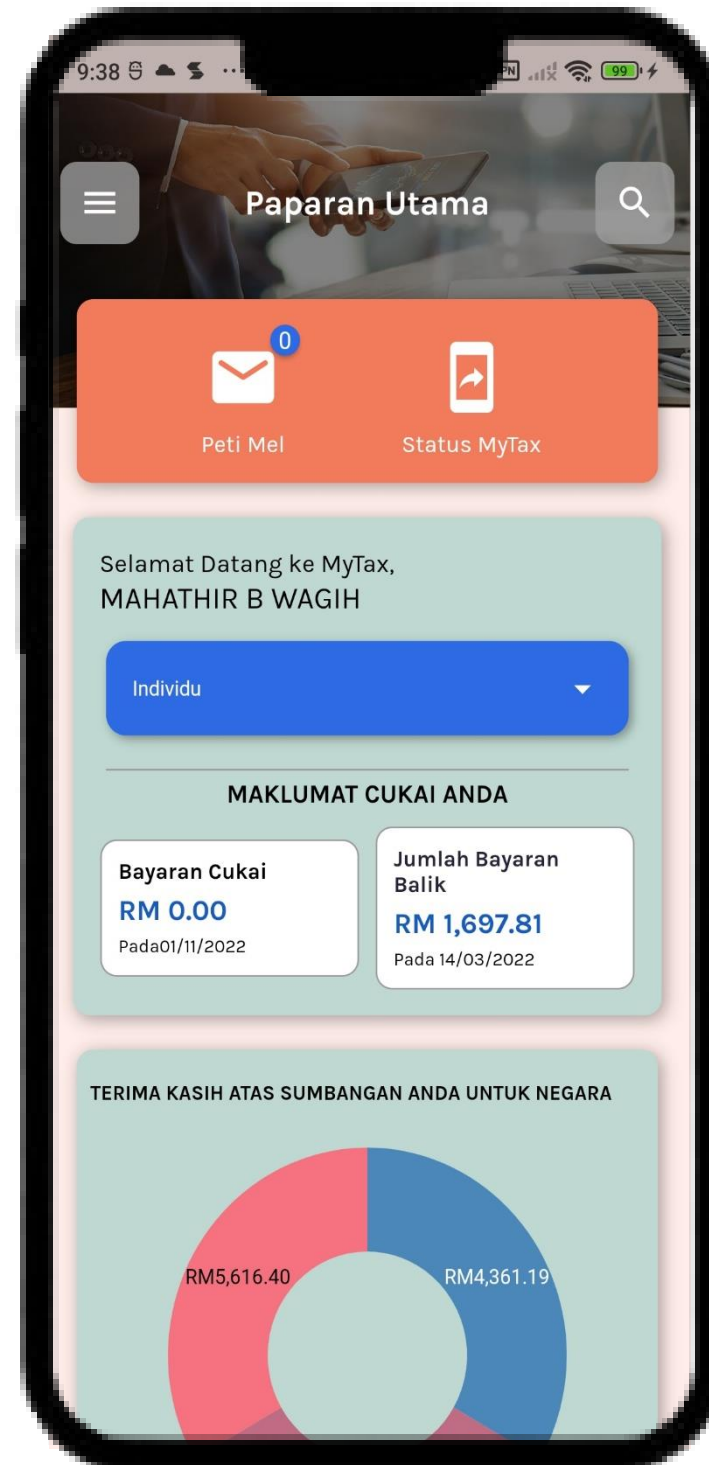 9:38
99
Paparan Utama
0
Peti Mel
Status MyTax
Selamat Datang ke MyTax,
MAHATHIR B WAGIH
Individu
MAKLUMAT CUKAI ANDA
Bayaran Cukai
RM 0.00
Pada01/11/2022
Jumlah Bayaran
Balik
RM 1,697.81
Pada 14/03/2022
TERIMA KASIH ATAS SUMBANGAN ANDA UNTUK NEGARA
RM5,616.40
RM4,361.19